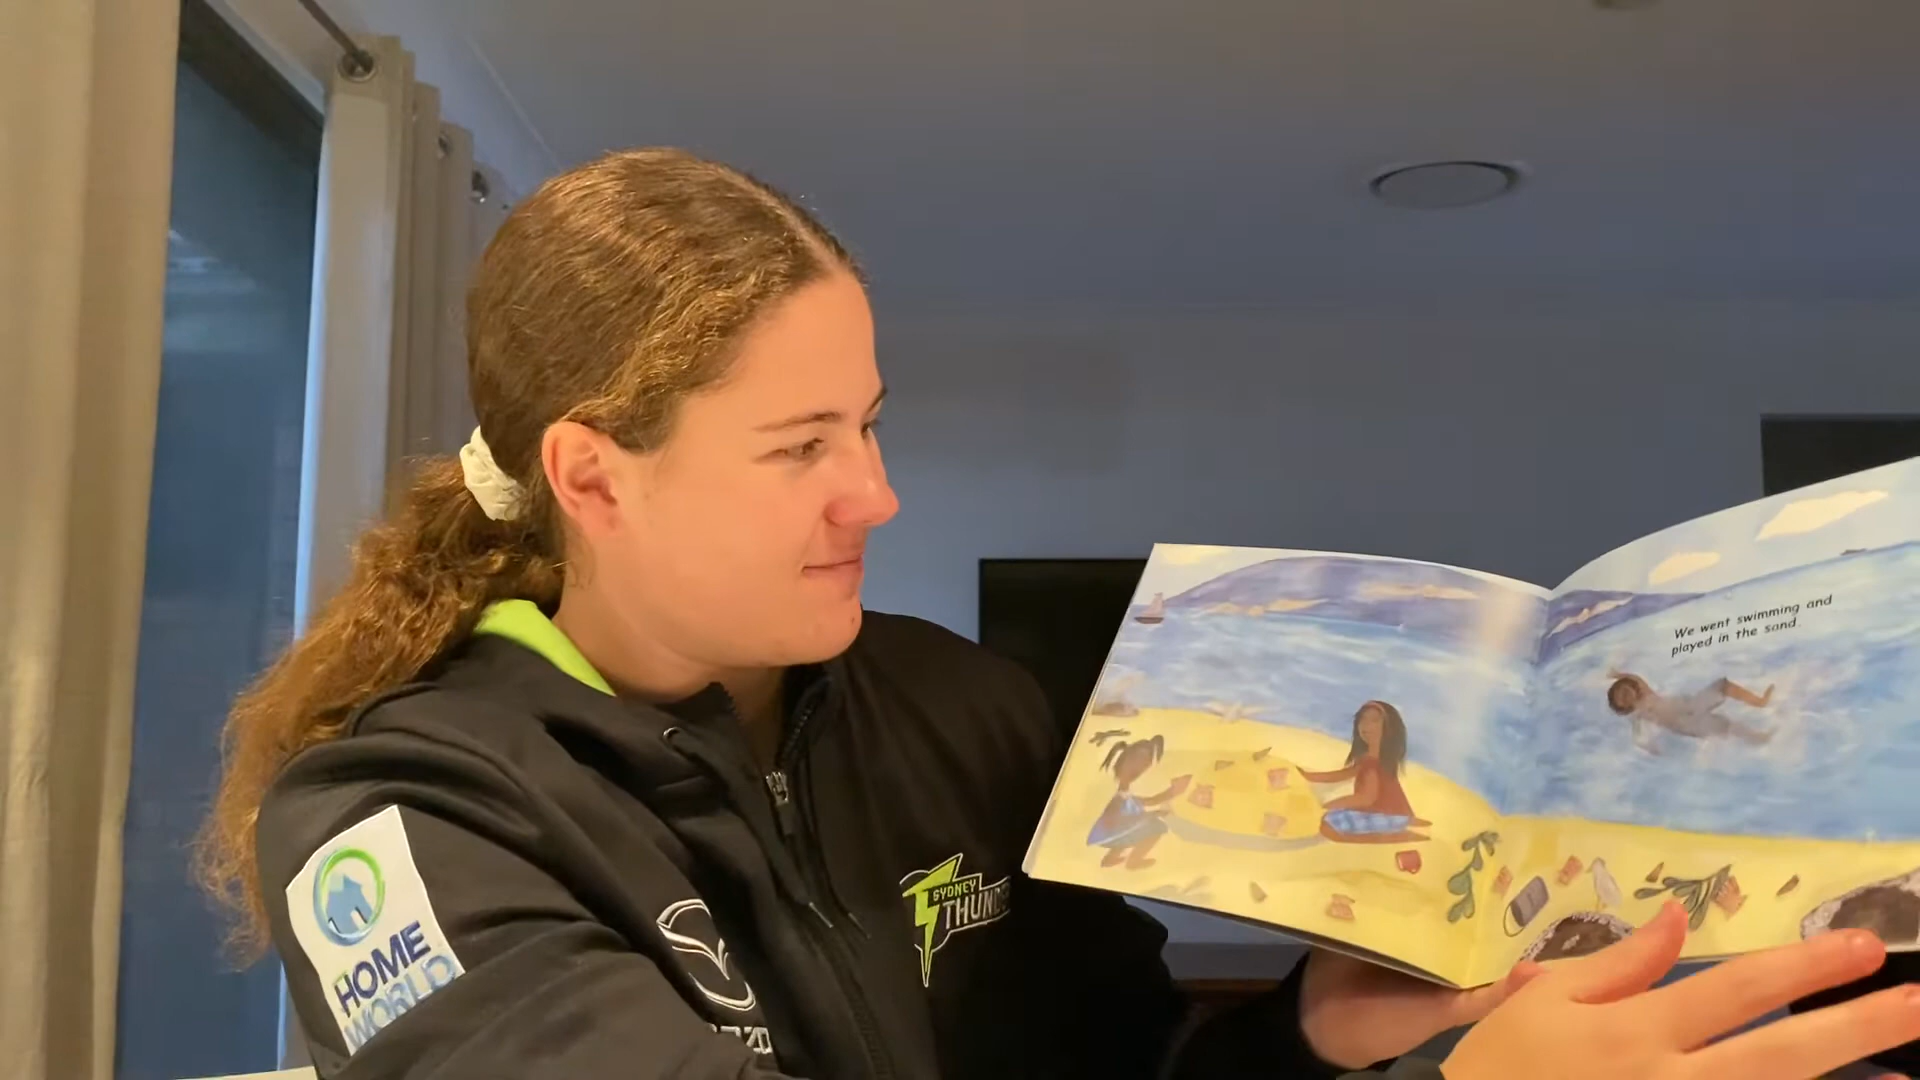 HOME
WORLD
SYDNEY
THUNDER
We went swimming and
played in the sand.